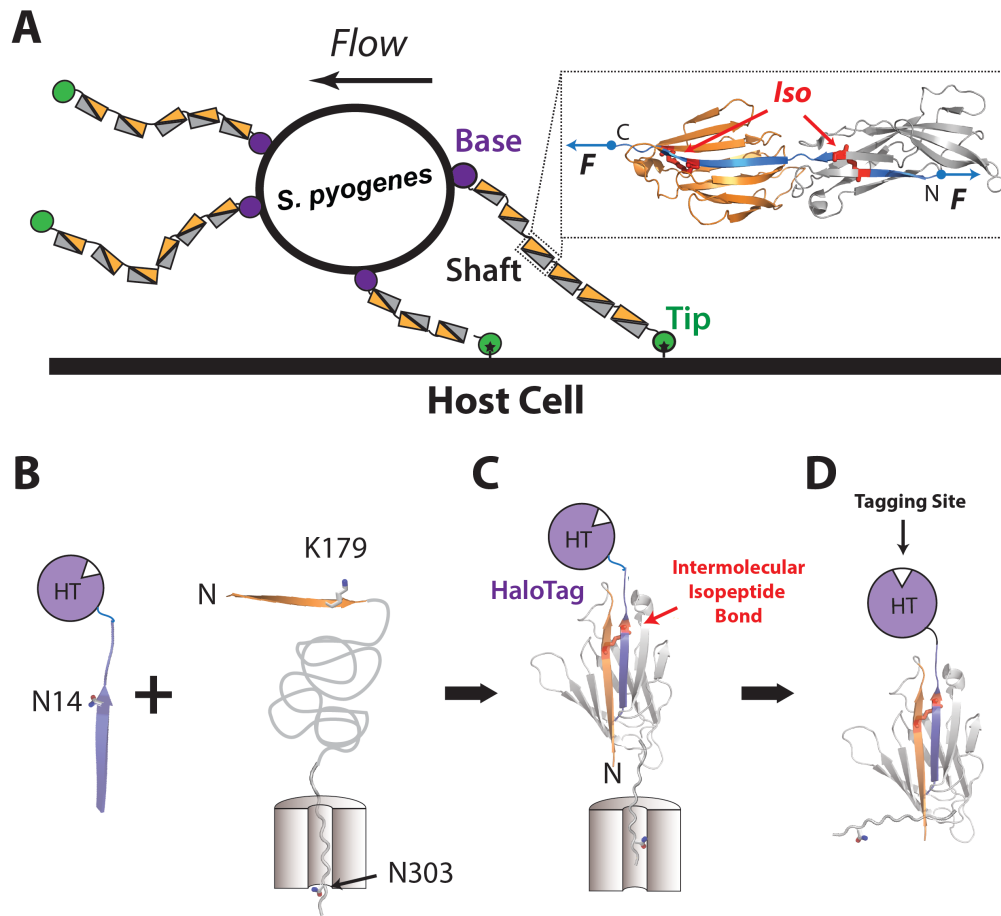 A
Flow
Iso
C
F
N
F
Base
S. pyogenes
Shaft
Tip
Host Cell
B
C
D
Tagging Site
K179
HT
N
HT
HaloTag
Intermolecular
Isopeptide
Bond
HT
N14
+
N
N303